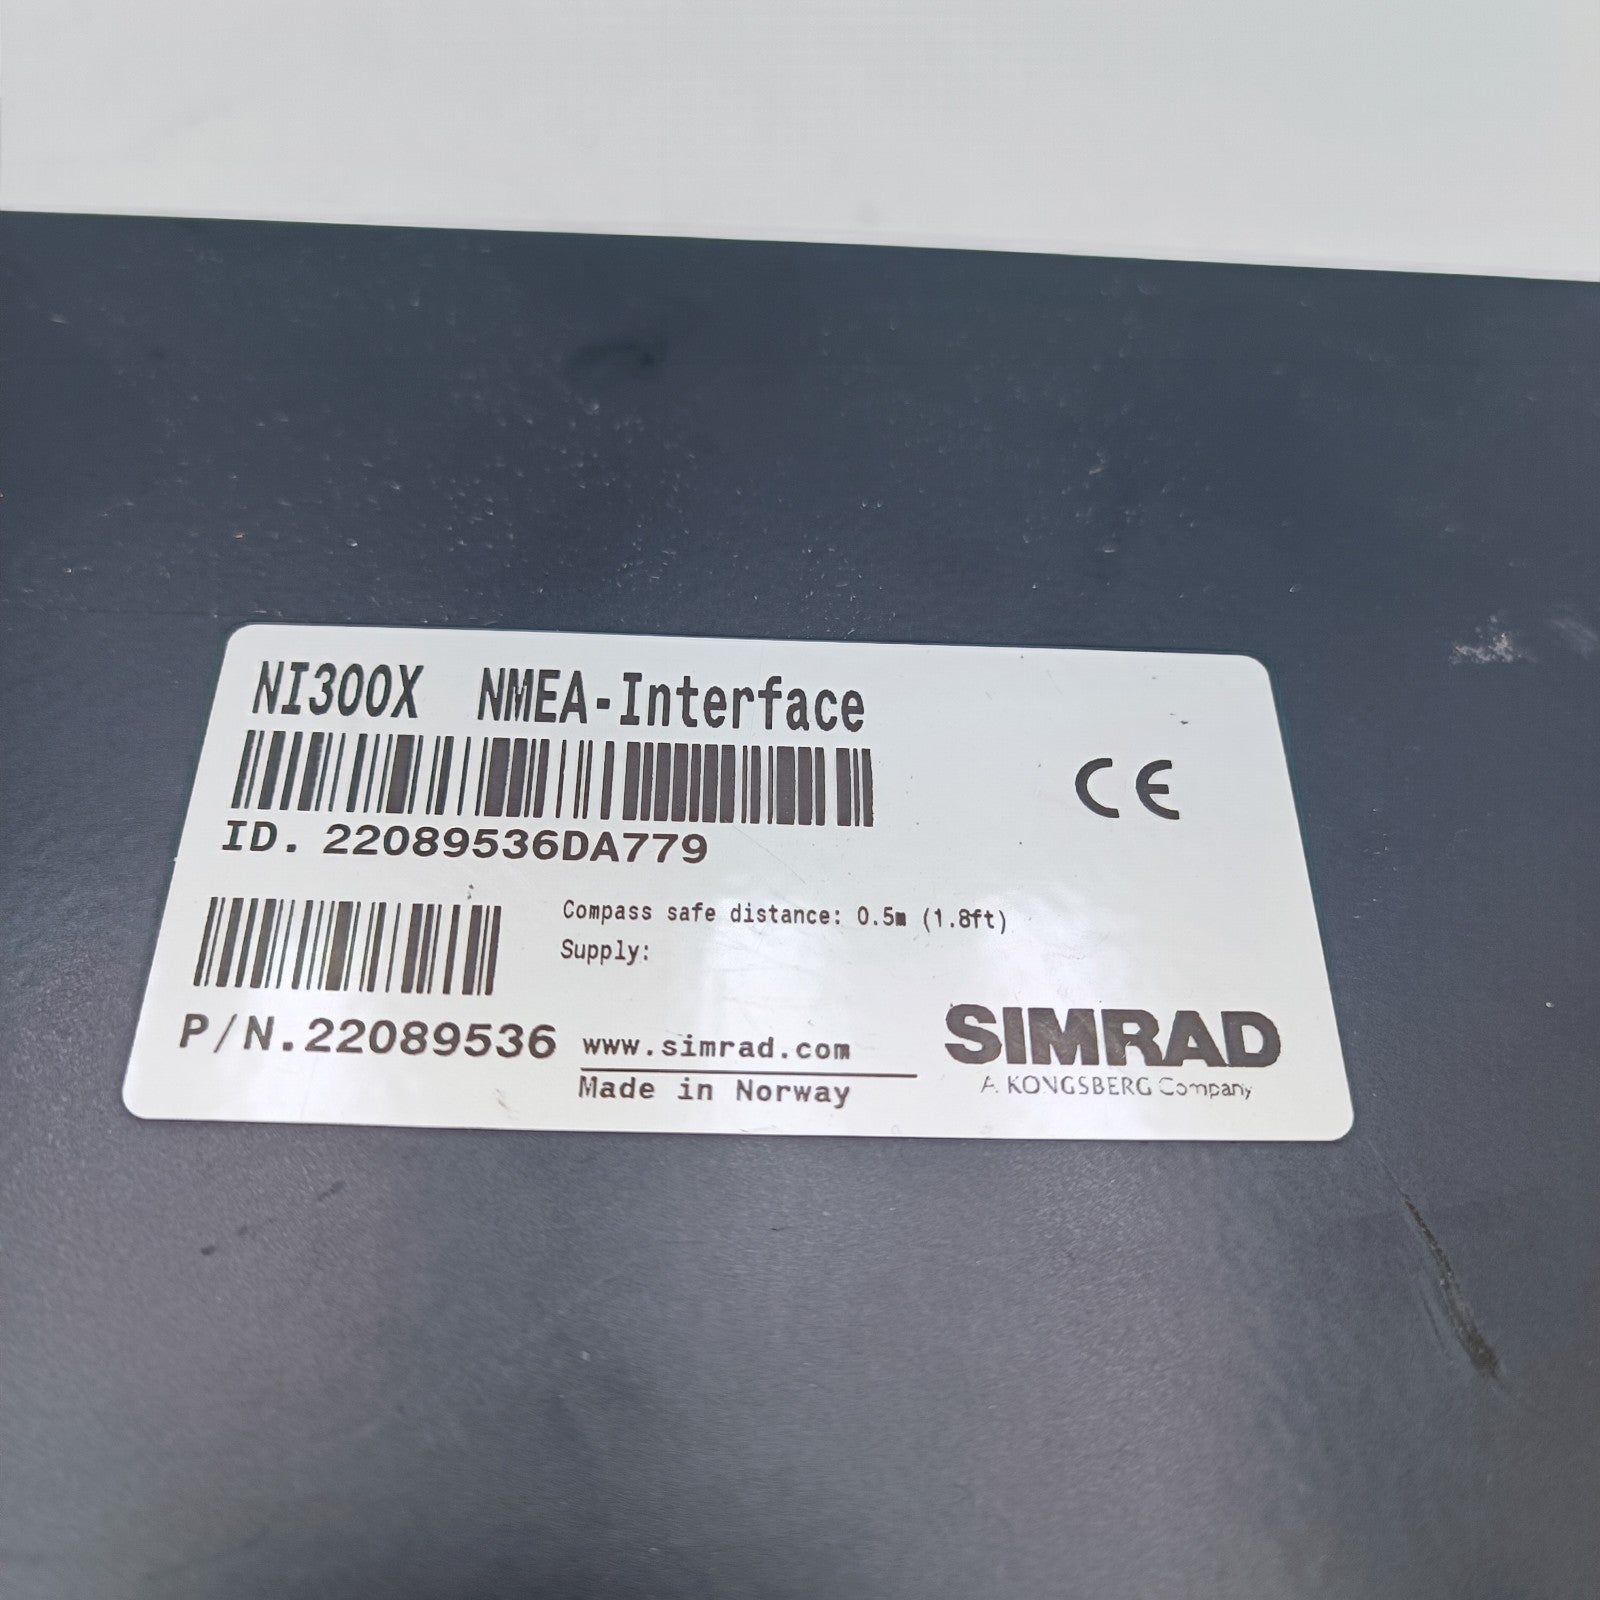 NI300X NMEA-Interface
CE
ID. 22089536DA779
Compass safe distance: 0.5m (1.8ft)
Supply:
P/N.22089536
www.simrad.com
Made in Norway
SIMRAD
A KONGSBERG Company